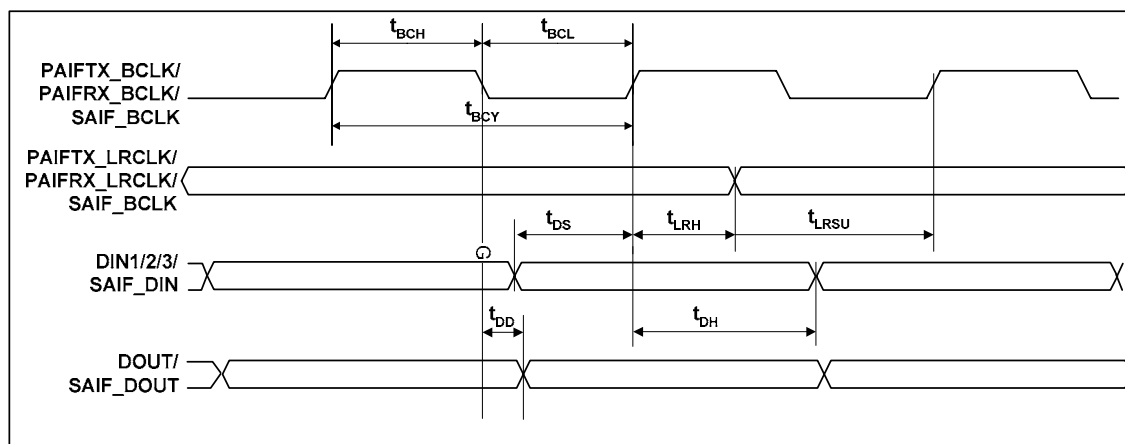 tBCH
tBCL
PAIFTX_BCLK/
PAIFRX_BCLK/
SAIF_BCLK
tBCY
PAIFTX_LRCLK/
PAIFRX_LRCLK/
SAIF_BCLK
tDS
tLRH
tLRSU
G
DIN1/2/3/
SAIF_DIN
tDD
tDH
DOUT/
SAIF_DOUT